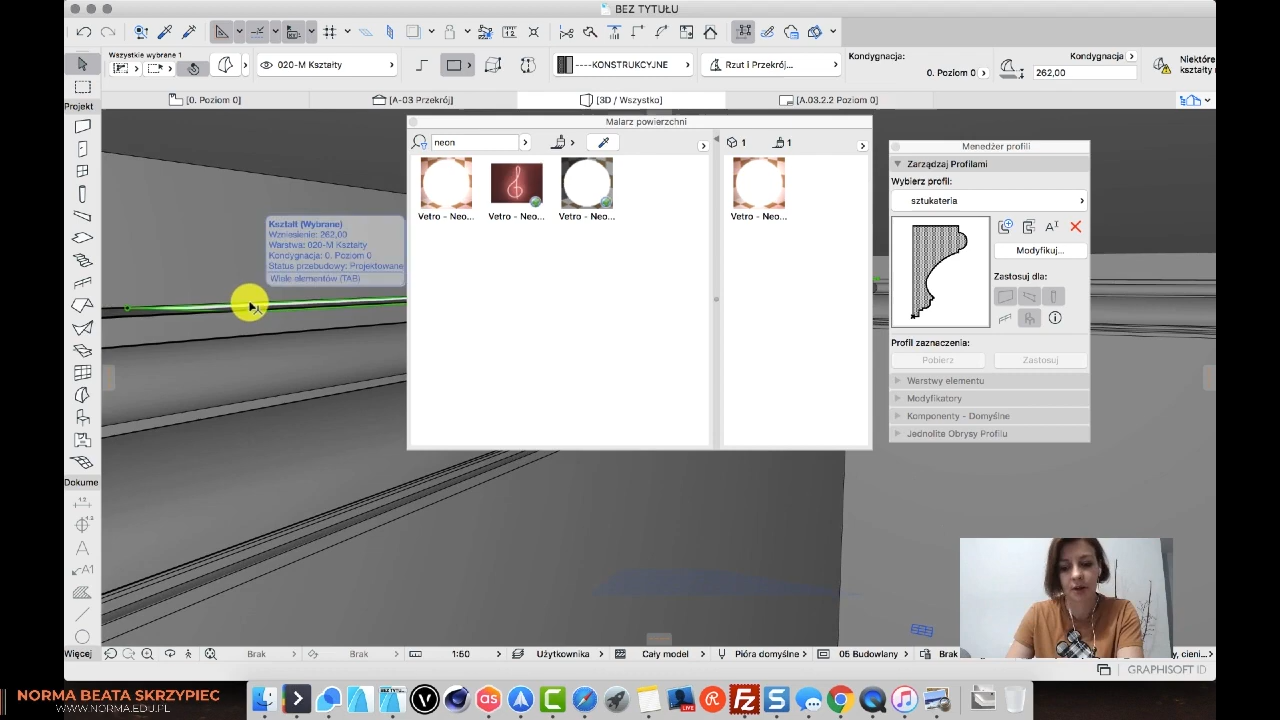 BEZ TYTUŁU
Wszystkie wybrane 1
020-M Kształty
----KONSTRUKCYJNE
Rzut I Przekrój...
Kondygnacja:
0. Poziom 0
Kondygnacja
262,00
Niektóre
kształty i
[0. Poziom 0]
[A-03 Przekrój]
[3D / Wszystko]
[A.03.2.2 Poziom 0]
Projekt
Malarz powierzchni
neon
1
1
Vetro - Neo...
Vetro - Neo...
Vetro - Neo...
Vetro - Neo...
Menedżer profili
Zarządzaj Profilami
Wybierz profil:
sztukateria
Modyfikuj...
Zastosuj dla:
Profil zaznaczenia:
Pobierz
Zastosuj
Warstwy elementu
Modyfikatory
Komponenty - Domyślne
Jednolite Obrysy Profilu
Kształt (Wybrane)
Wzniesienie: 262,00
Warstwa: 020-M Kształty
Kondygnacja: 0. Poziom 0
Status przebudowy: Projektowane
Wiele elementów (TAB)
Dokume
1.2
A
A1
Więcej
Brak
Brak
1:60
Użytkownika
Cały model
Pióra domyślne
06 Budowlany
Brak
y, cieni...
GRAPHISOFT ID
NORMA BEATA SKRZYPIEC
WWW.NORMA.EDU.PL